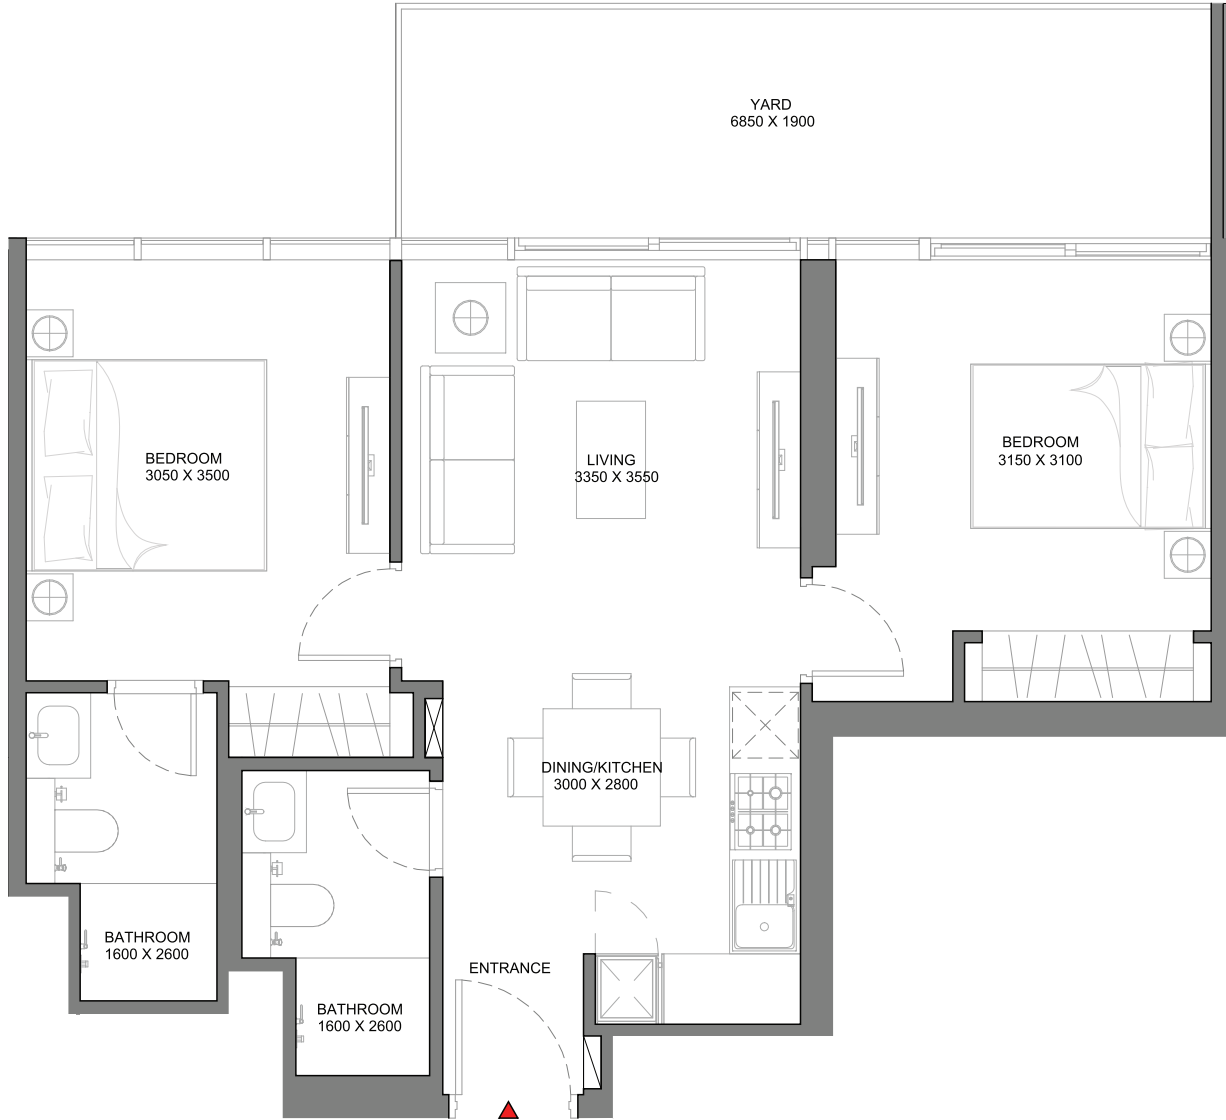 YARD
6850 X 1900
BEDROOM
3050 X 3500
LIVING
3350 X 3550
BEDROOM
3150 X 3100
DINING/KITCHEN
3000 X 2800
BATHROOM
1600 X 2600
ENTRANCE
BATHROOM
1600 X 2600